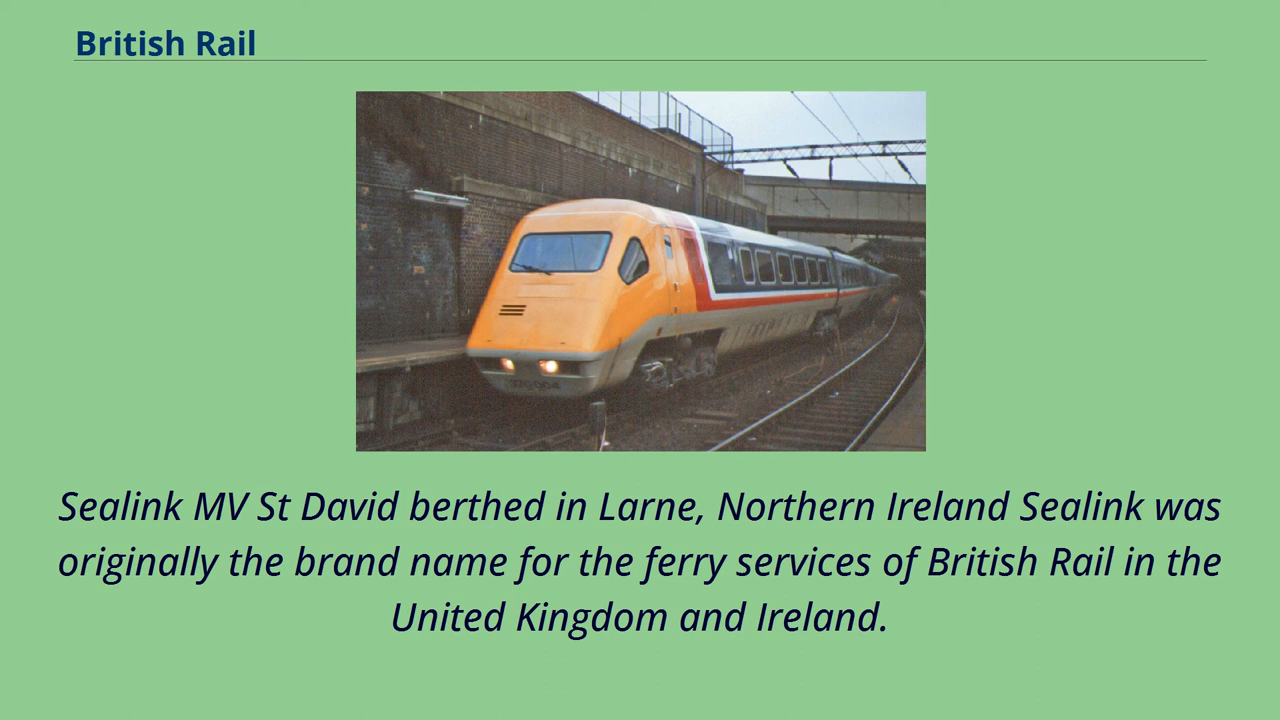 British Rail
Sealink MV St David berthed in Larne, Northern Ireland Sealink was
originally the brand name for the ferry services of British Rail in the
United Kingdom and Ireland.